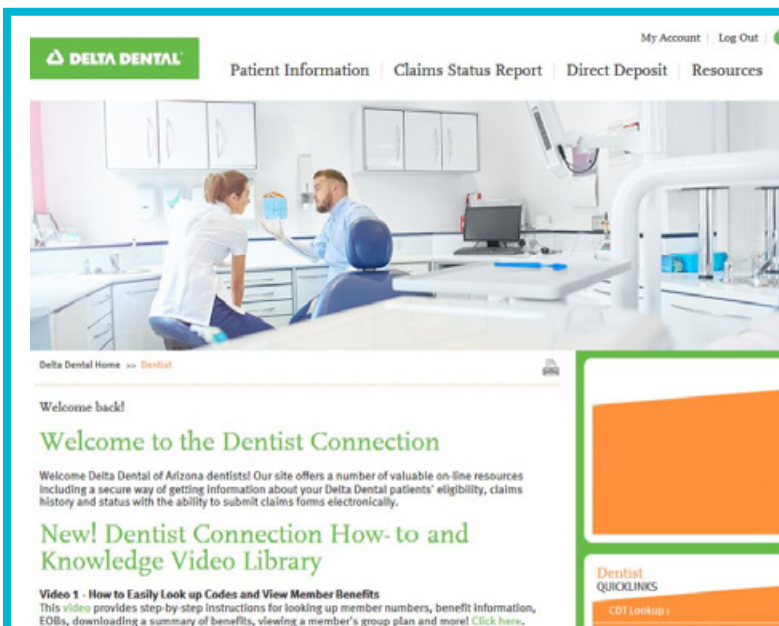 My Account | Log Out |
DELTA DENTAL
Patient Information | Claims Status Report | Direct Deposit | Resources
Delta Dental Home >> Dentist
Welcome back!
Welcome to the Dentist Connection
Welcome Delta Dental of Arizona dentists! Our site offers a number of valuable on-line resources
including a secure way of getting information about your Delta Dental patients' eligibility, claims
history and status with the ability to submit claims forms electronically.
New! Dentist Connection How-to and
Knowledge Video Library
Video 1 - How to Easily Look up Codes and View Member Benefits
This video provides step-by-step instructions for looking up member numbers, benefit information,
EOBs, downloading a summary of benefits, viewing a member's group plan and more! Click here.
Dentist
QUICKLINKS
CDT Lookup ›